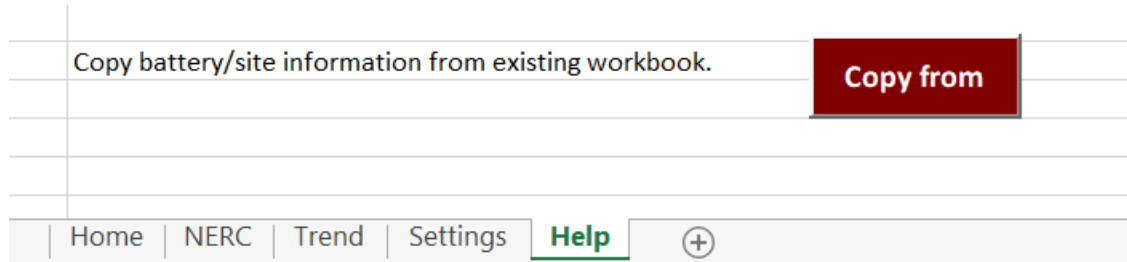 Copy battery/site information from existing workbook.
Copy from
Home NERC Trend Settings Help